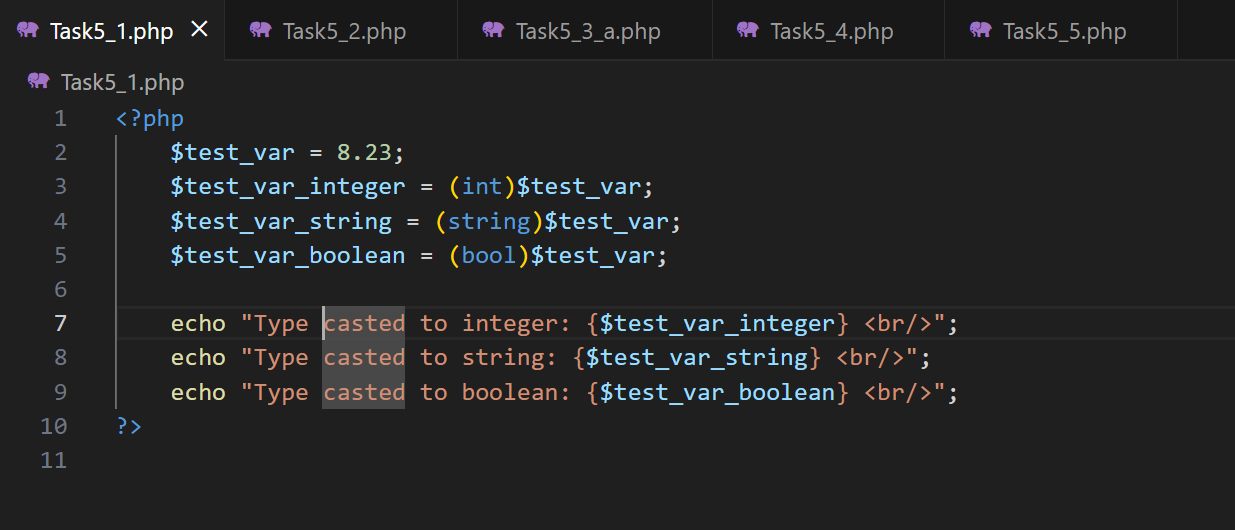 Task5_1.php Task5_2.php Task5_3_a.php Task5_4.php Task5_5.php
Task5_1.php
1 <?php
2 $test_var = 8.23;
3 $test_var_integer = (int)$test_var;
4 $test_var_string = (string)$test_var;
5 $test_var_boolean = (bool)$test_var;
6
7 echo "Type casted to integer: {$test_var_integer} <br/>";
8 echo "Type casted to string: {$test_var_string} <br/>";
9 echo "Type casted to boolean: {$test_var_boolean} <br/>";
10 ?>
11